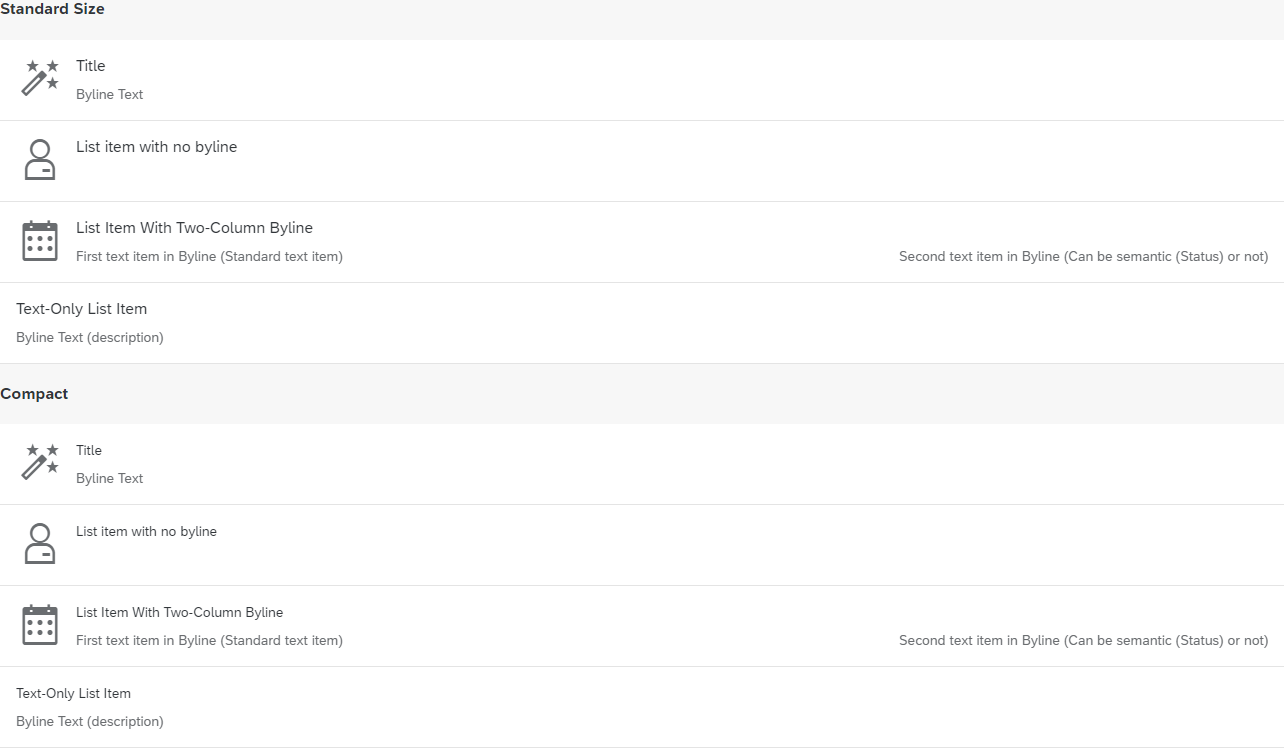 Standard Size
Title
Byline Text
List item with no byline
List Item With Two-Column Byline
First text item in Byline (Standard text item) Second text item in Byline (Can be semantic (Status) or not)
Text-Only List Item
Byline Text (description)
Compact
Title
Byline Text
List item with no byline
List Item With Two-Column Byline
First text item in Byline (Standard text item) Second text item in Byline (Can be semantic (Status) or not)
Text-Only List Item
Byline Text (description)